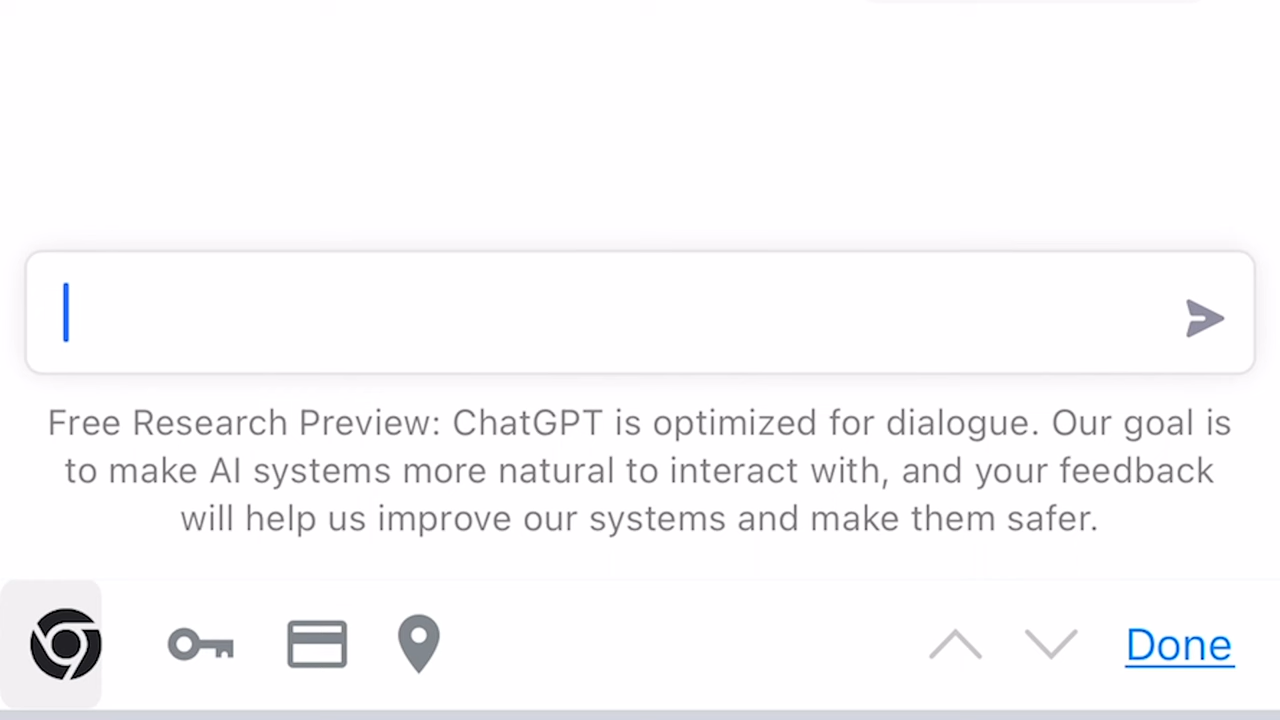 Free Research Preview: ChatGPT is optimized for dialogue. Our goal is
to make AI systems more natural to interact with, and your feedback
will help us improve our systems and make them safer.
Done